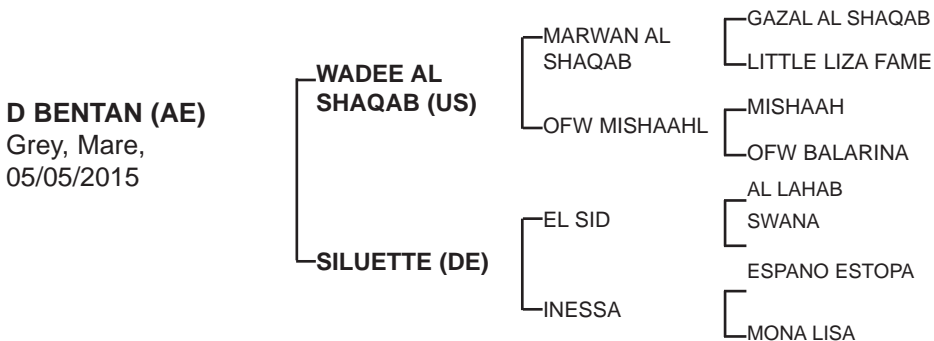 D BENTAN (AE)
Grey, Mare,
05/05/2015
WADEE AL
SHAQAB (US)
SILUETTE (DE)
MARWAN AL
SHAQAB
OFW MISHAAHL
EL SID
INESSA
GAZAL AL SHAQAB
LITTLE LIZA FAME
MISHAAH
OFW BALARINA
AL LAHAB
SWANA
ESPANO ESTOPA
MONA LISA